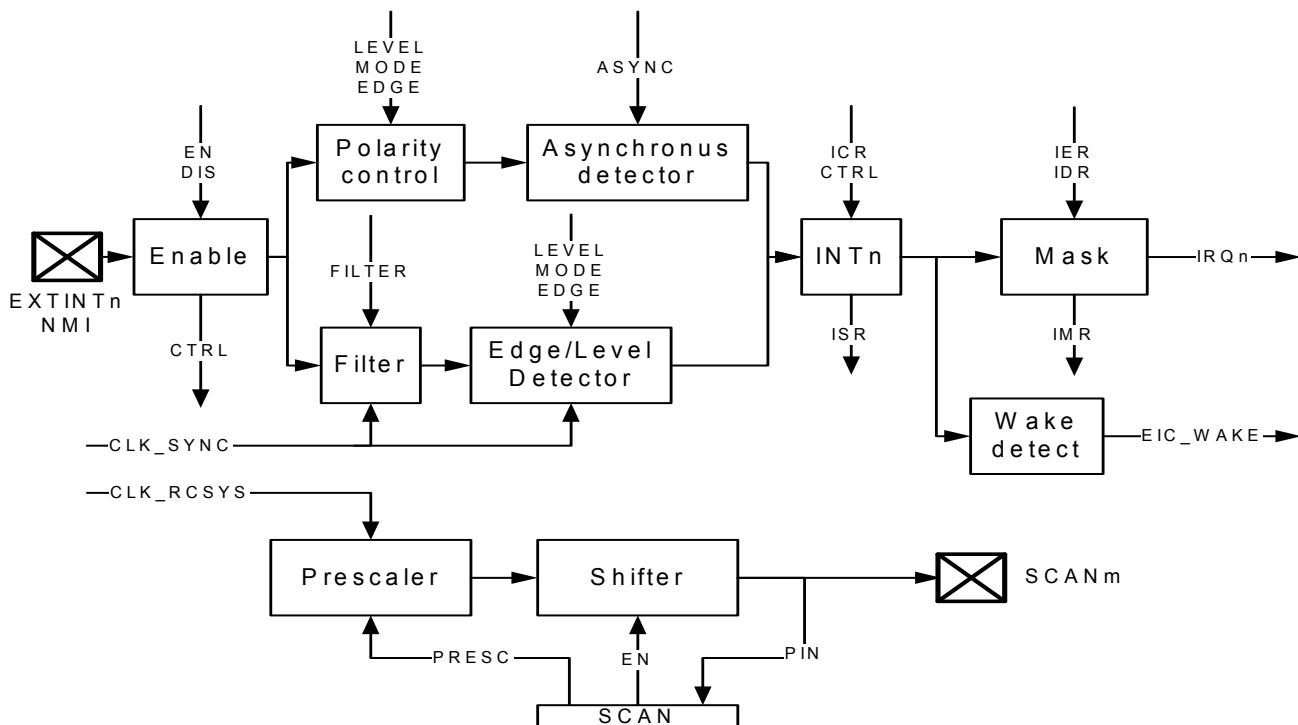 LEVEL
MODE
EDGE
ASYNC
EN
DIS
Polarity
control
Asynchronus
detector
ICR
CTRL
IER
IDR
Enable
FILTER
LEVEL
MODE
EDGE
INTn
Mask
IRQn
EXTINTn
NMI
CTRL
Filter
Edge/Level
Detector
ISR
IMR
CLK_SYNC
Wake
detect
EIC_WAKE
CLK_RCSYS
Prescaler
Shifter
SCANm
PRESC
EN
PIN
SCAN